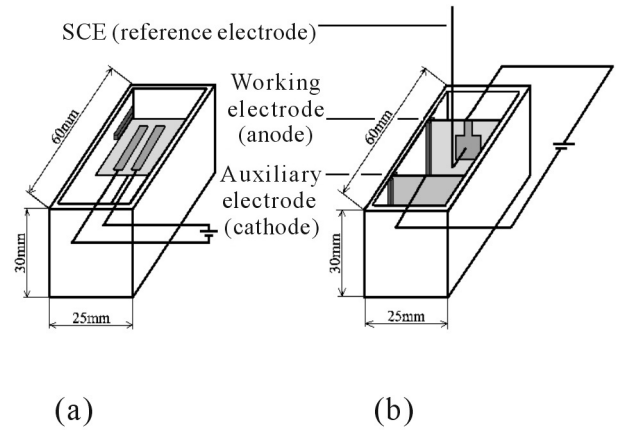 SCE (reference electrode)
Working
electrode
(anode)
Auxiliary
electrode
(cathode)
60mm
30mm
25mm
60mm
30mm
25mm
(a)
(b)